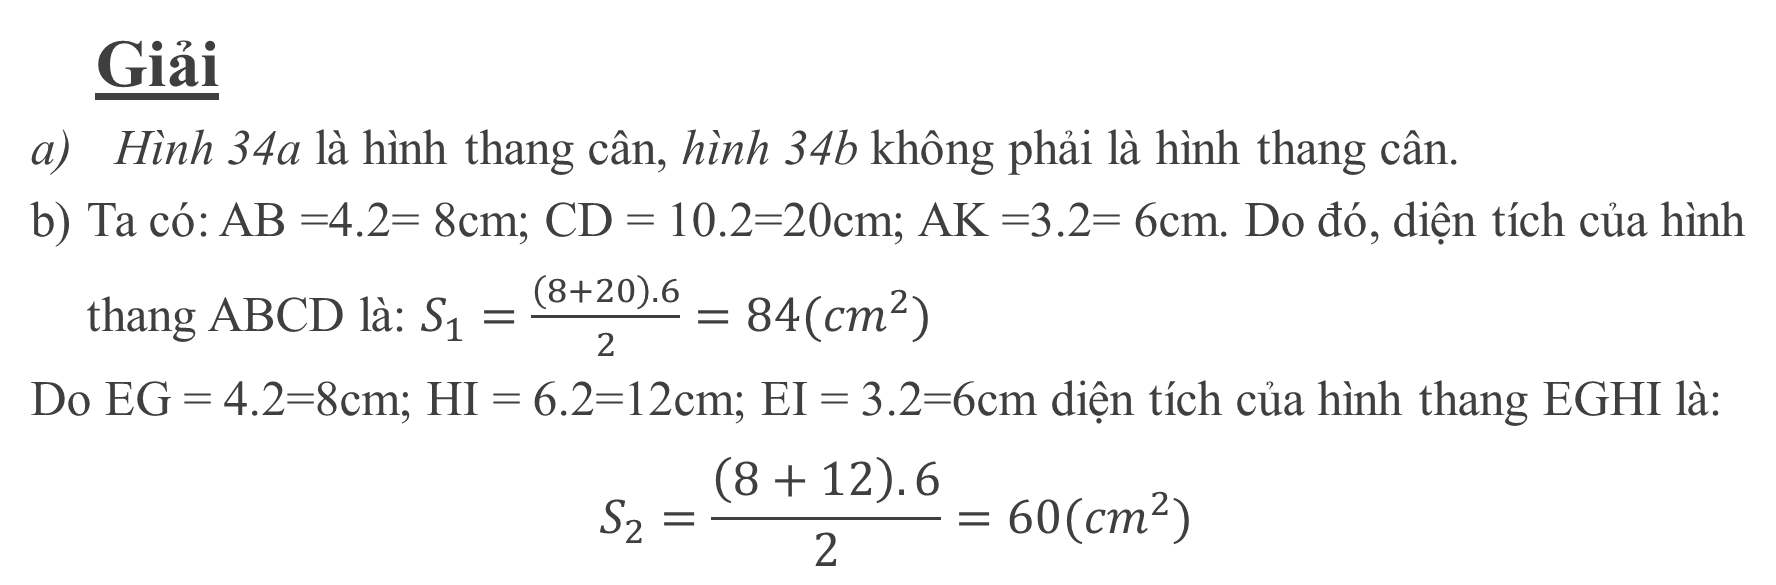 Giải
a) Hình 34a là hình thang cân, hình 34b không phải là hình thang cân.
b) Ta có: AB =4.2= 8cm; CD = 10.2=20cm; AK =3.2= 6cm. Do đó, diện tích của hình
thang ABCD là: S₁ = (8+20).6/2 = 84(cm²)
Do EG = 4.2=8cm; HI = 6.2=12cm; EI = 3.2=6cm diện tích của hình thang EGHI là:
S₂ = (8 + 12).6/2 = 60(cm²)